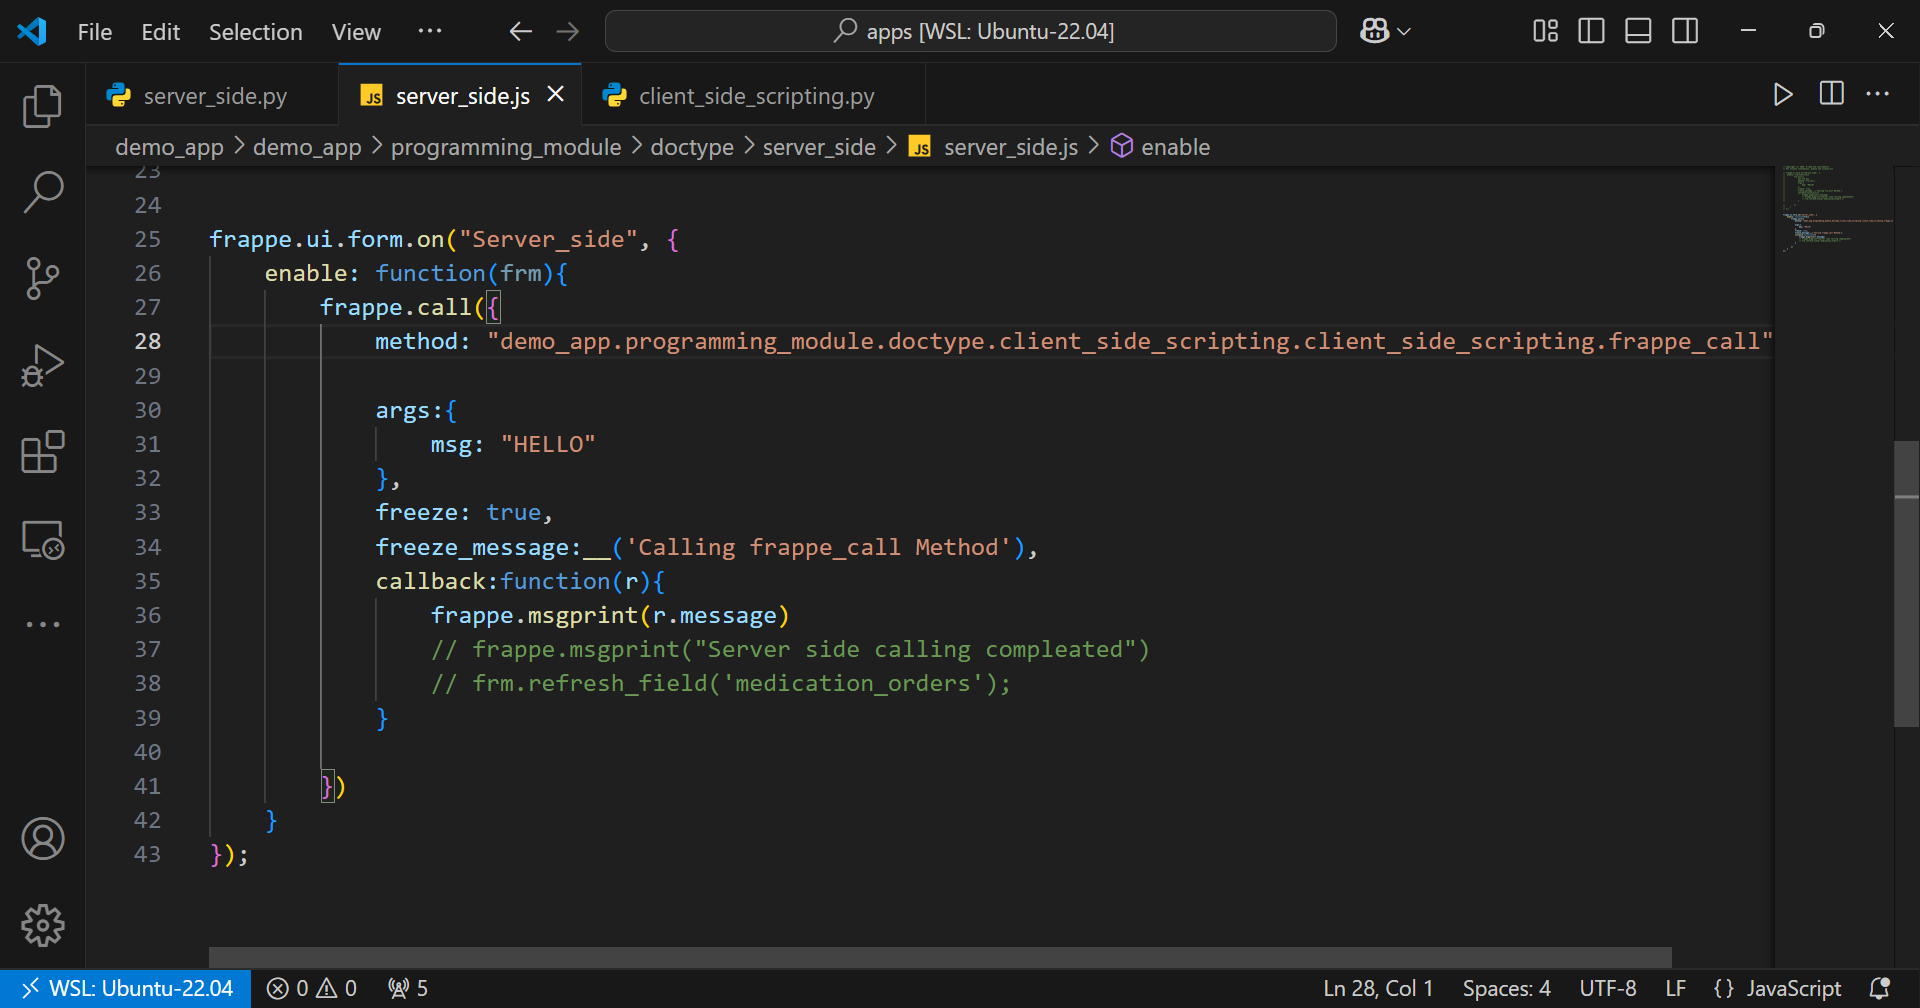 File Edit Selection View ··· apps [WSL: Ubuntu-22.04]
server_side.py JS server_side.js client_side_scripting.py
demo_app > demo_app > programming_module > doctype > server_side > JS server_side.js > enable
23
24
25 frappe.ui.form.on("Server_side", {
26 enable: function(frm){
27 frappe.call({
28 method: "demo_app.programming_module.doctype.client_side_scripting.client_side_scripting.frappe_call"
29
30 args:{
31 msg: "HELLO"
32 },
33 freeze: true,
34 freeze_message:__('Calling frappe_call Method'),
35 callback:function(r){
36 frappe.msgprint(r.message)
37 // frappe.msgprint("Server side calling compleated")
38 // frm.refresh_field('medication_orders');
39 }
40
41 })
42 }
43 });
WSL: Ubuntu-22.04 0 0 5 Ln 28, Col 1 Spaces: 4 UTF-8 LF {} JavaScript